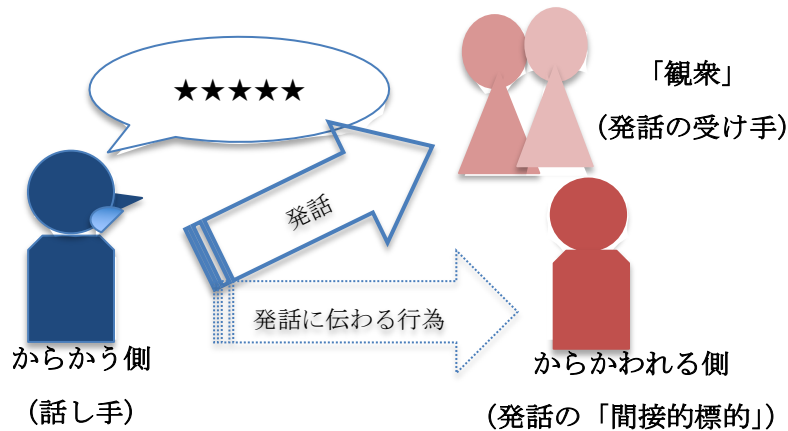 ★★★★★
「観衆」
（発話の受け手）
発話
発話に伝わる行為
からかう側
（話し手）
からかわれる側
（発話の「間接的標的」）